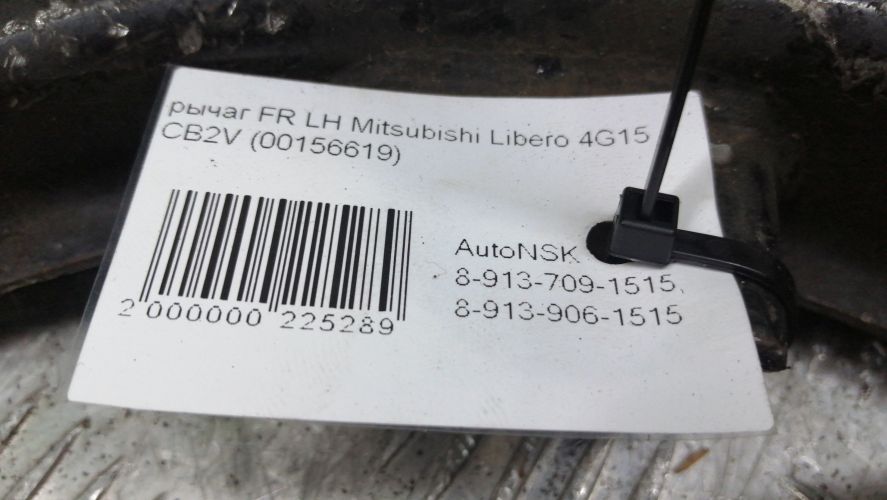 рычаг FR LH Mitsubishi Libero 4G15
CB2V (00156619)
2 000000 225289
AutoNSK
8-913-709-1515,
8-913-906-1515